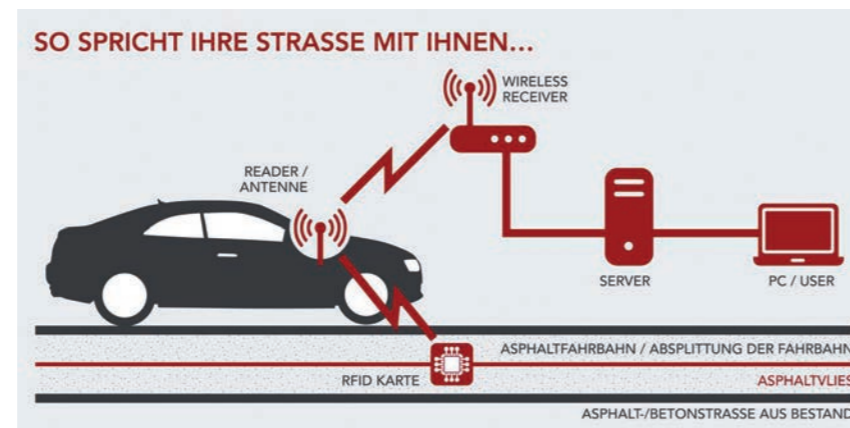 SO SPRICHT IHRE STRASSE MIT IHNEN...
WIRELESS
RECEIVER
READER /
ANTENNE
SERVER
PC / USER
ASPHALTFAHRBAHN / ABSPLITTUNG DER FAHRBAHN
RFID KARTE
ASPHALTVLIES
ASPHALT-/BETONSTRASSE AUS BESTAND